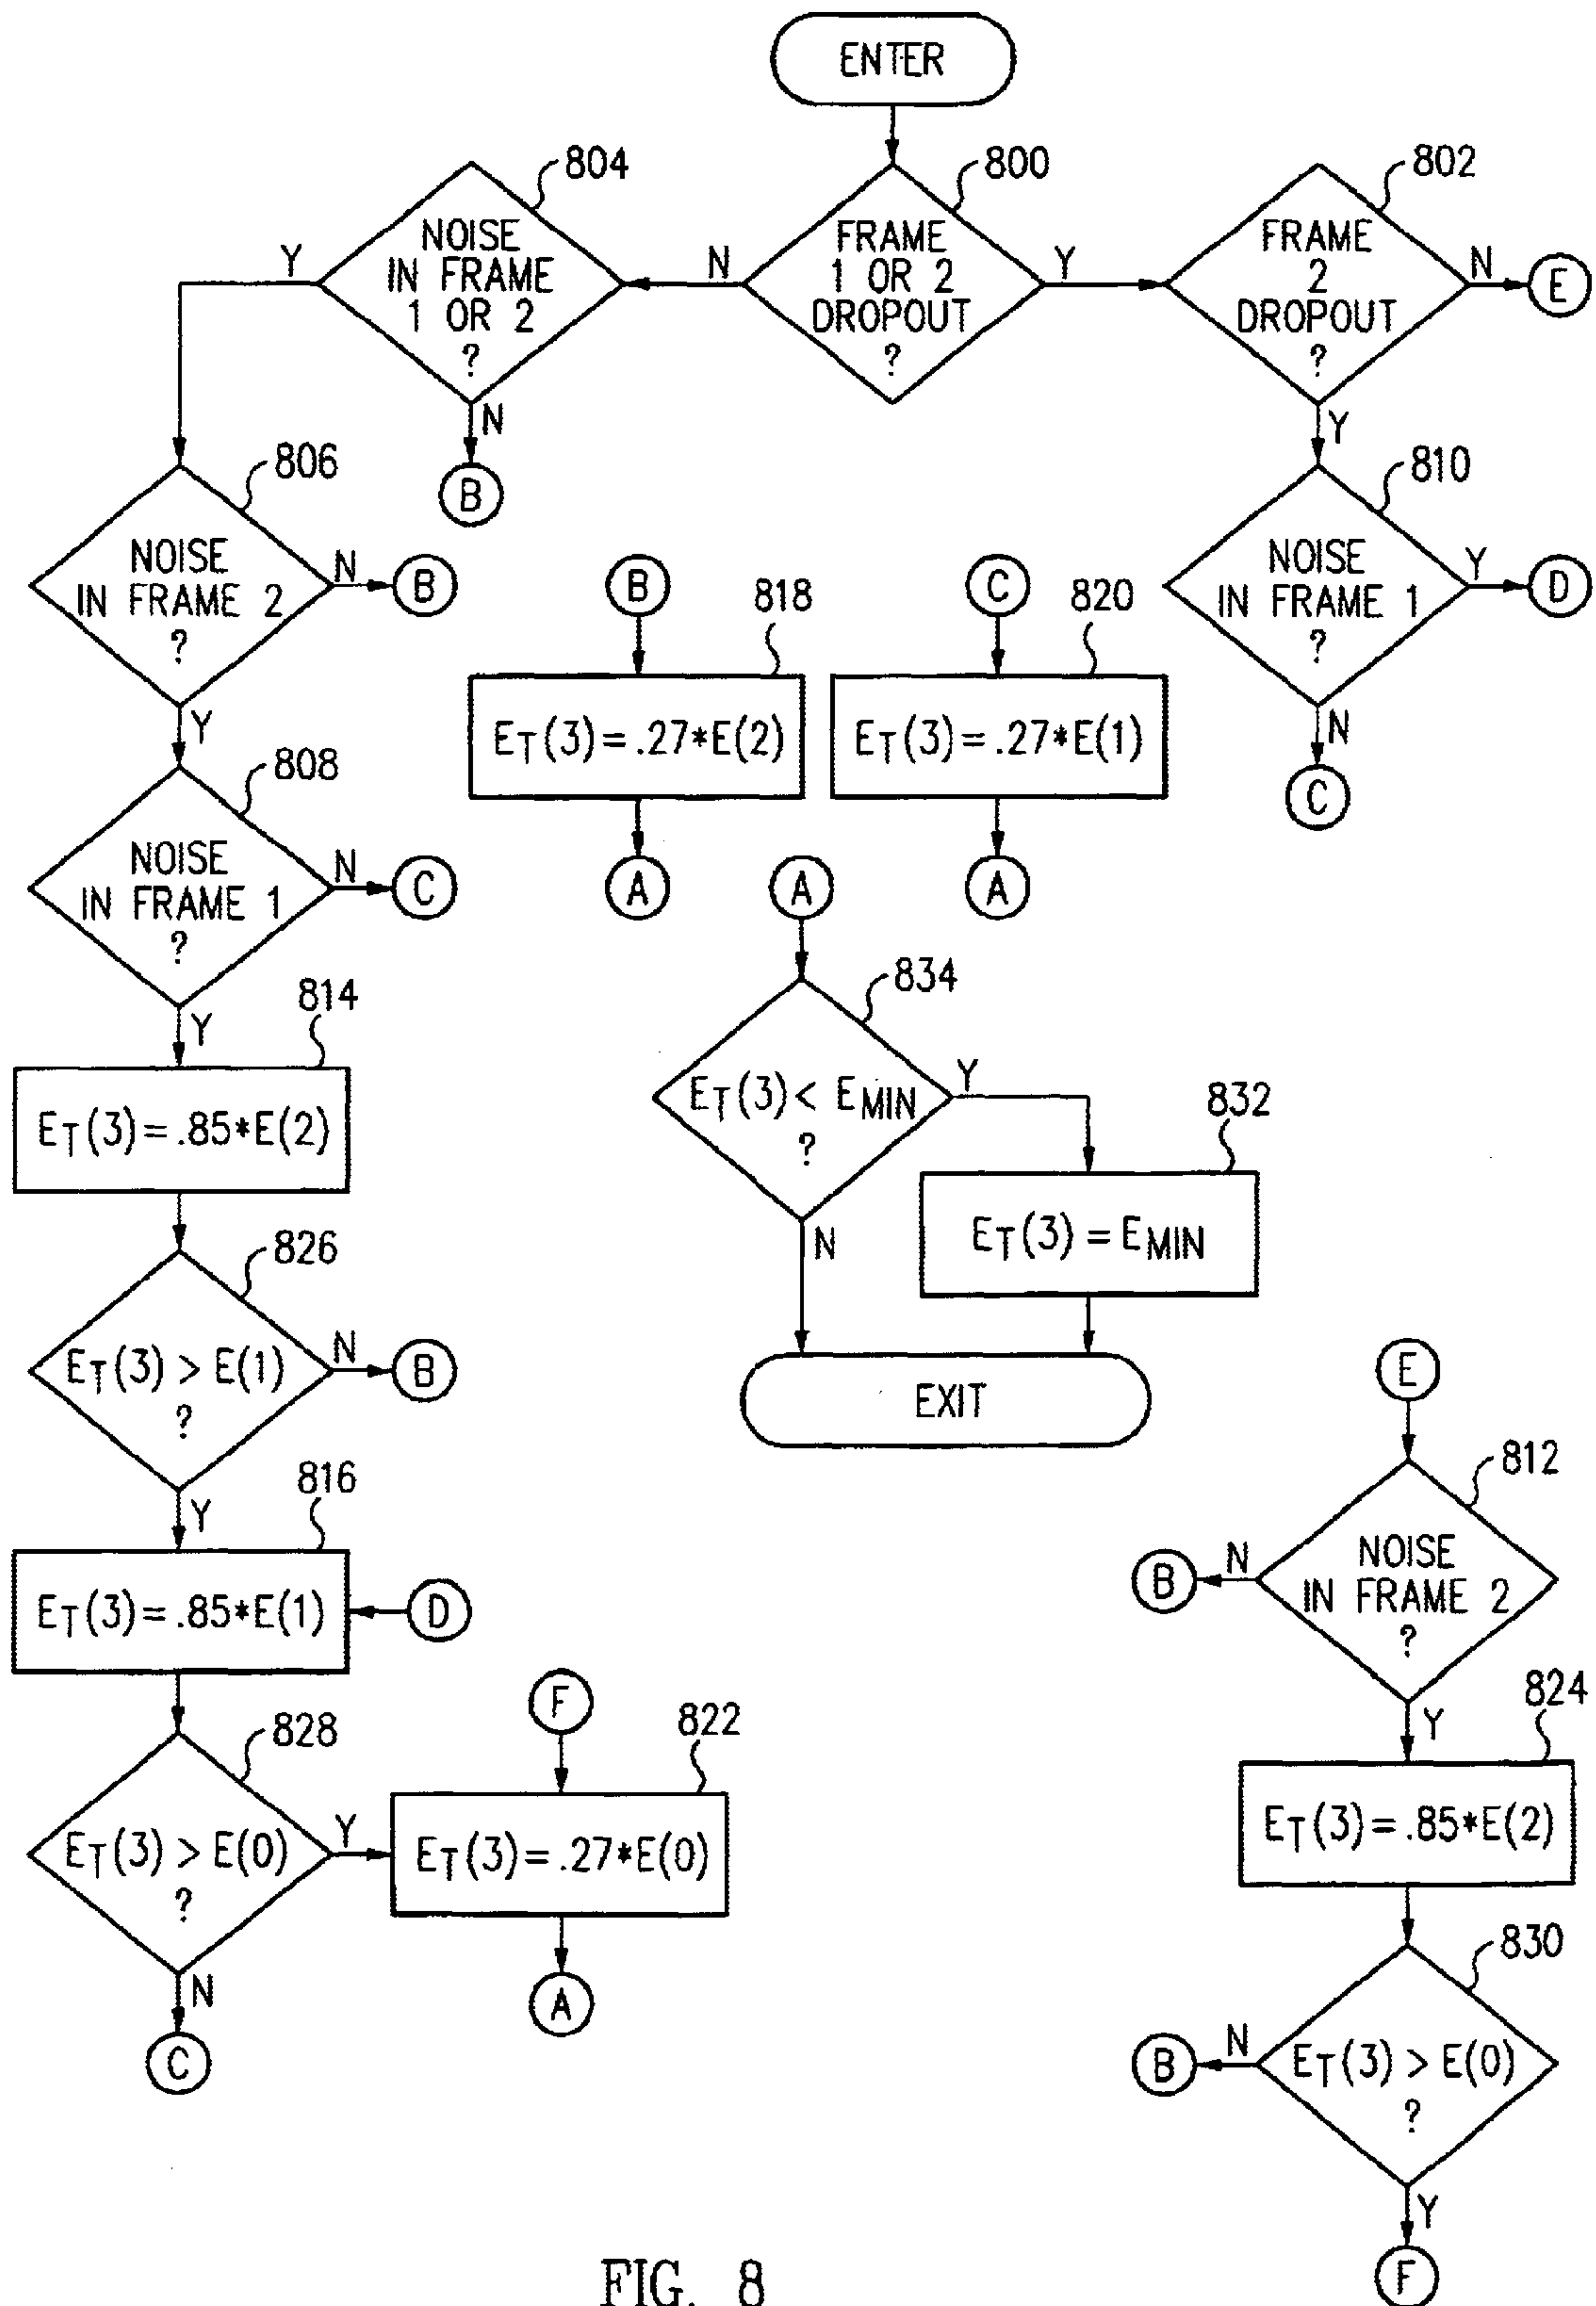 ENTER
804
800
802
NOISE
IN FRAME
1 OR 2
?
FRAME
1 OR 2
DROPOUT
?
FRAME
2
DROPOUT
?
Y
N
Y
N
E
N
B
Y
806
810
NOISE
IN FRAME 2
?
N
B
B
818
C
820
NOISE
IN FRAME 1
?
Y
D
Y
ET(3)=.27*E(2)
ET(3)=.27*E(1)
N
C
808
NOISE
IN FRAME 1
?
N
C
A
A
A
Y
814
834
ET(3)=.85*E(2)
ET(3)< EMIN
?
Y
832
N
ET(3)=EMIN
826
ET(3)>E(1)
?
N
B
EXIT
E
Y
816
812
ET(3)=.85*E(1)
D
B
N
NOISE
IN FRAME 2
?
Y
828
F
822
824
ET(3)>E(0)
?
Y
ET(3)=.27*E(0)
ET(3)=.85*E(2)
N
C
A
830
B
N
ET(3)>E(0)
?
Y
F
FIG. 8